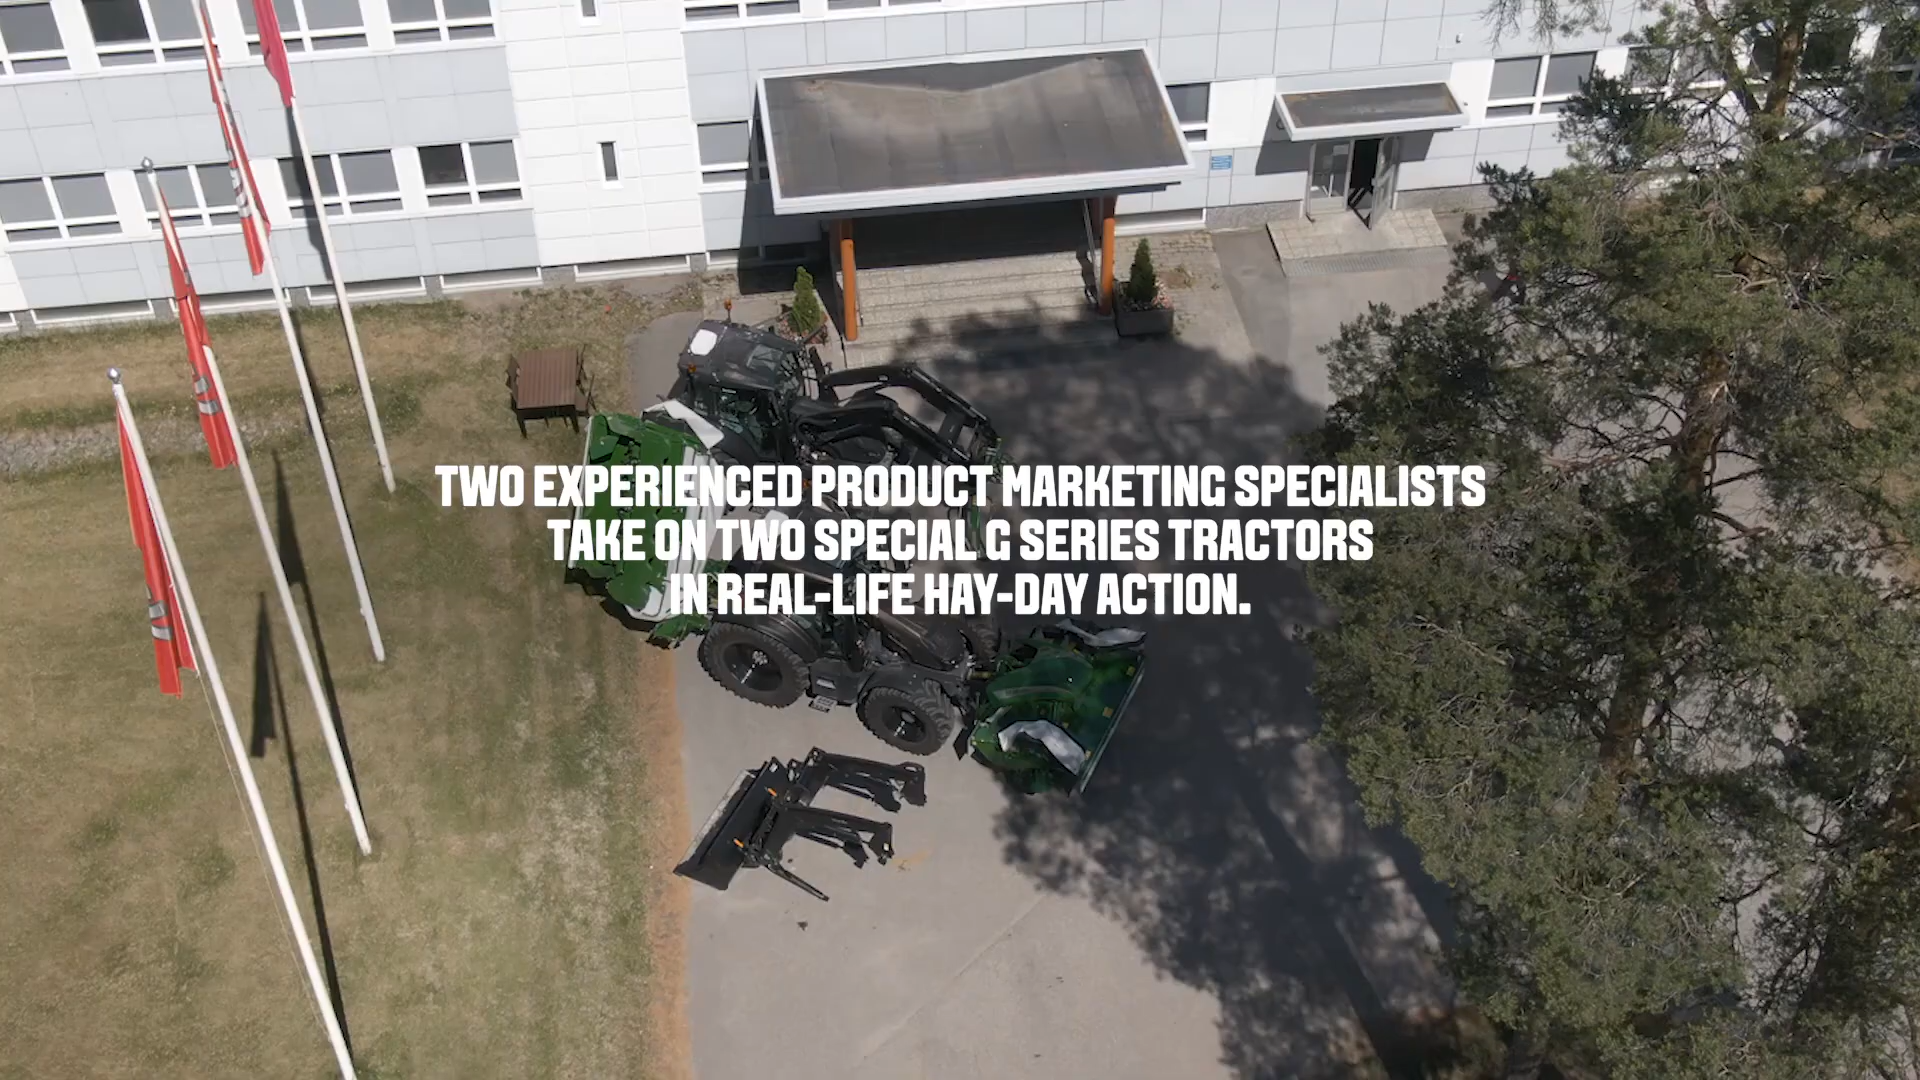 TWO EXPERIENCED PRODUCT MARKETING SPECIALISTS
TAKE ON TWO SPECIAL G SERIES TRACTORS
IN REAL-LIFE HAY-DAY ACTION.